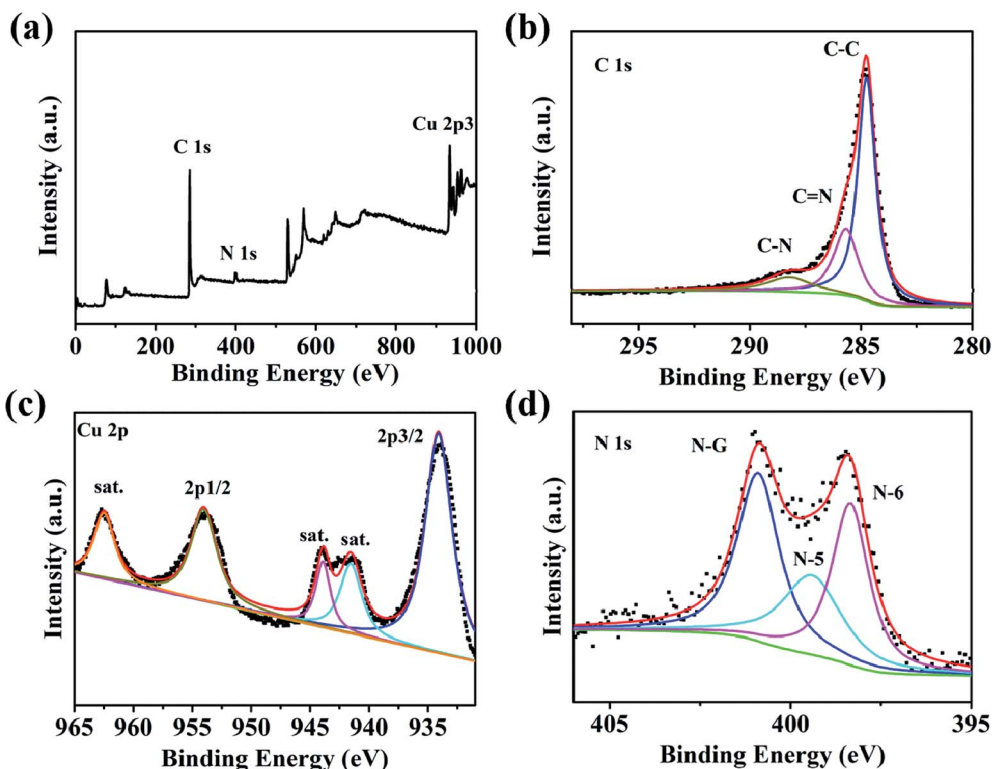 (a)
Intensity (a.u.)
C 1s
N 1s
Cu 2p3
0 200 400 600 800 1000
Binding Energy (eV)
(b)
Intensity (a.u.)
C 1s
C-C
C=N
C-N
295 290 285 280
Binding Energy (eV)
(c)
Intensity (a.u.)
Cu 2p
sat.
2p1/2
sat.
sat.
2p3/2
965 960 955 950 945 940 935
Binding Energy (eV)
(d)
Intensity (a.u.)
N 1s
N-G
N-5
N-6
405 400 395
Binding Energy (eV)